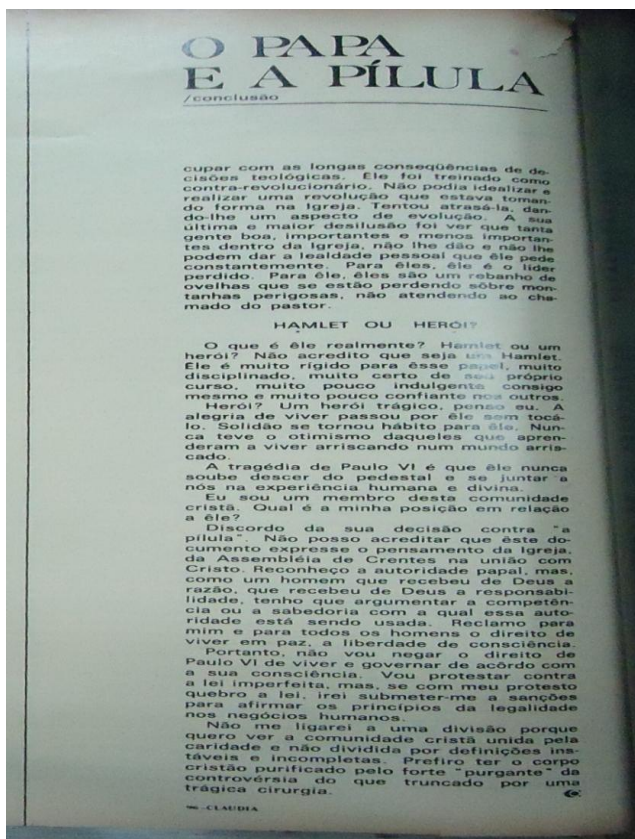 O PAPA
E A PÍLULA
/conclusão
cupar com as longas conseqüências de de-
cisões teológicas. Ele foi treinado como
contra-revolucionário. Não podia idealizar e
realizar uma revolução que estava toman-
do forma na Igreja. Tentou atrasá-la, dan-
do-lhe um aspecto de evolução. A sua
última e maior desilusão foi ver que tanta
gente boa, importantes e menos importan-
tes dentro da Igreja, não lhe dão e não lhe
podem dar a lealdade pessoal que êle pede
constantemente. Para êles, êle é o líder
perdido. Para êle, êles são um rebanho de
ovelhas que se estão perdendo sôbre mon-
tanhas perigosas, não atendendo ao cha-
mado do pastor.
HAMLET OU HERÓI?
O que é êle realmente? Hamlet ou um
herói? Não acredito que seja um Hamlet.
Ele é muito rígido para êsse papel, muito
disciplinado, muito certo de seu próprio
curso, muito pouco indulgente consigo
mesmo e muito pouco confiante nos outros.
Herói? Um herói trágico, penso eu. A
alegria de viver passou por êle sem tocá-
lo. Solidão se tornou hábito para êle. Nun-
ca teve o otimismo daqueles que apren-
deram a viver arriscando num mundo arris-
cado.
A tragédia de Paulo VI é que êle nunca
soube descer do pedestal e se juntar a
nós na experiência humana e divina.
Eu sou um membro desta comunidade
cristã. Qual é a minha posição em relação
a êle?
Discordo da sua decisão contra "a
pílula". Não posso acreditar que êste do-
cumento expresse o pensamento da Igreja,
da Assembléia de Crentes na união com
Cristo. Reconheço a autoridade papal, mas,
como um homem que recebeu de Deus a
razão, que recebeu de Deus a responsabi-
lidade, tenho que argumentar a competên-
cia ou a sabedoria com a qual essa auto-
ridade está sendo usada. Reclamo para
mim e para todos os homens o direito de
viver em paz, a liberdade de consciência.
Portanto, não vou negar o direito de
Paulo VI de viver e governar de acôrdo com
a sua consciência. Vou protestar contra
a lei imperfeita, mas, se com meu protesto
quebro a lei, irei submeter-me a sanções
para afirmar os princípios da legalidade
nos negócios humanos.
Não me ligarei a uma divisão porque
quero ver a comunidade cristã unida pela
caridade e não dividida por definições ins-
táveis e incompletas. Prefiro ter o corpo
cristão purificado pelo forte "purgante" da
controvérsia do que truncado por uma
trágica cirurgia.
- CLAUDIA